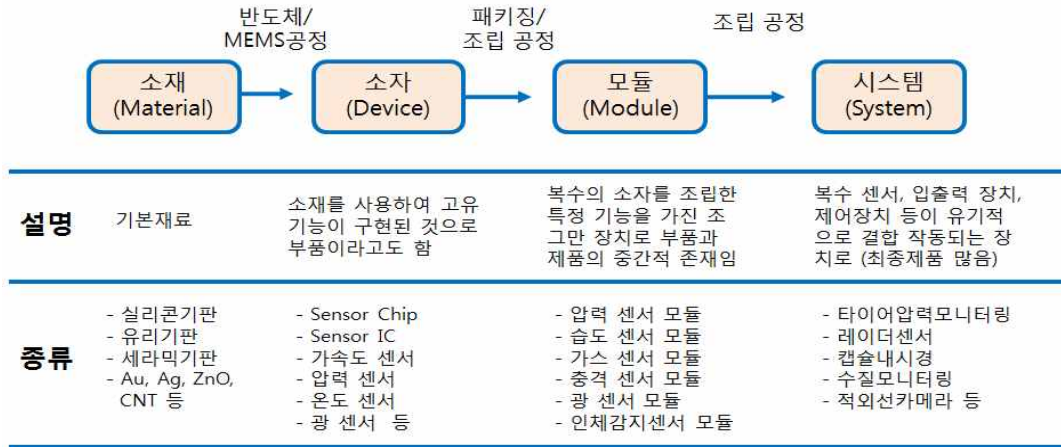 반도체/
MEMS공정
패키징/
조립 공정
조립 공정
소재
(Material)
소자
(Device)
모듈
(Module)
시스템
(System)
설명
기본재료
소재를 사용하여 고유
기능이 구현된 것으로
부품이라고도 함
복수의 소자를 조립한
특정 기능을 가진 조
그만 장치로 부품과
제품의 중간적 존재임
복수 센서, 입출력 장치,
제어장치 등이 유기적
으로 결합 작동되는 장
치로 (최종제품 많음)
종류
- 실리콘기판
- 유리기판
- 세라믹기판
- Au, Ag, ZnO,
CNT 등
- Sensor Chip
- Sensor IC
- 가속도 센서
- 압력 센서
- 온도 센서
- 광 센서 등
- 압력 센서 모듈
- 습도 센서 모듈
- 가스 센서 모듈
- 충격 센서 모듈
- 광 센서 모듈
- 인체감지센서 모듈
- 타이어압력모니터링
- 레이더센서
- 캡슐내시경
- 수질모니터링
- 적외선카메라 등